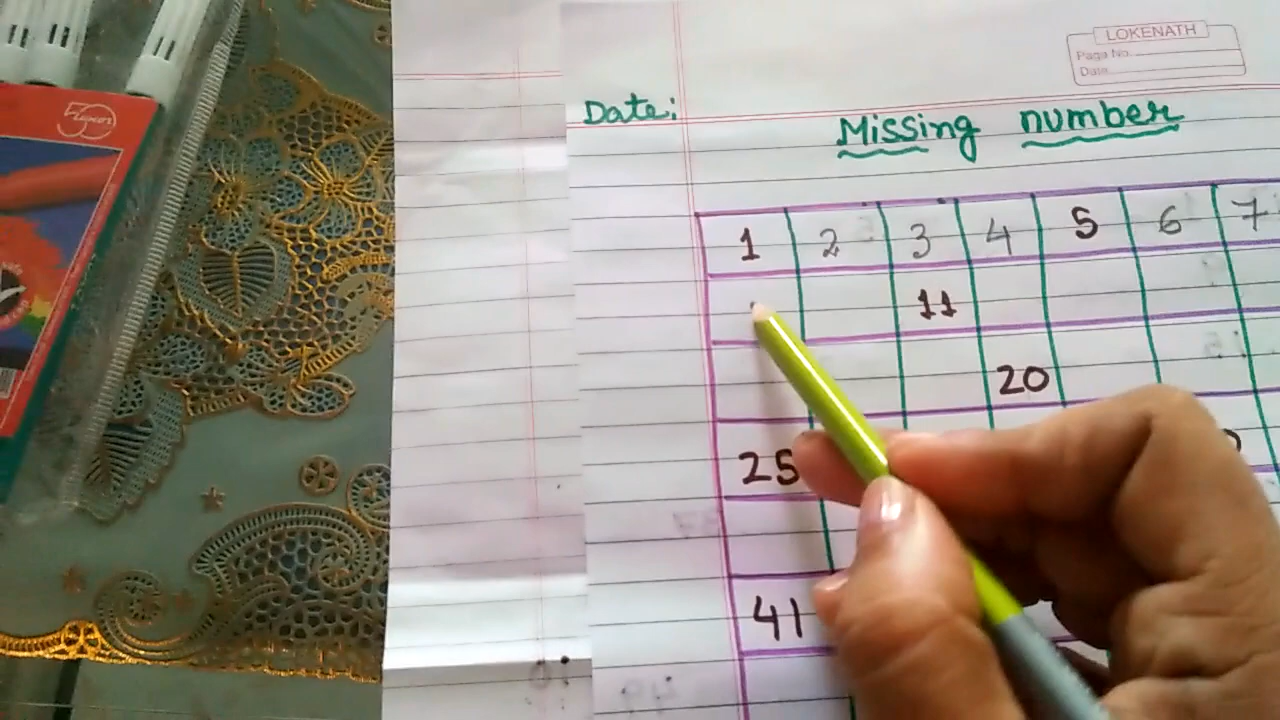 LOKENATH
Page No.
Date
Date:
Missing number
1 2 3 4 5 6 7
11
20
25
41